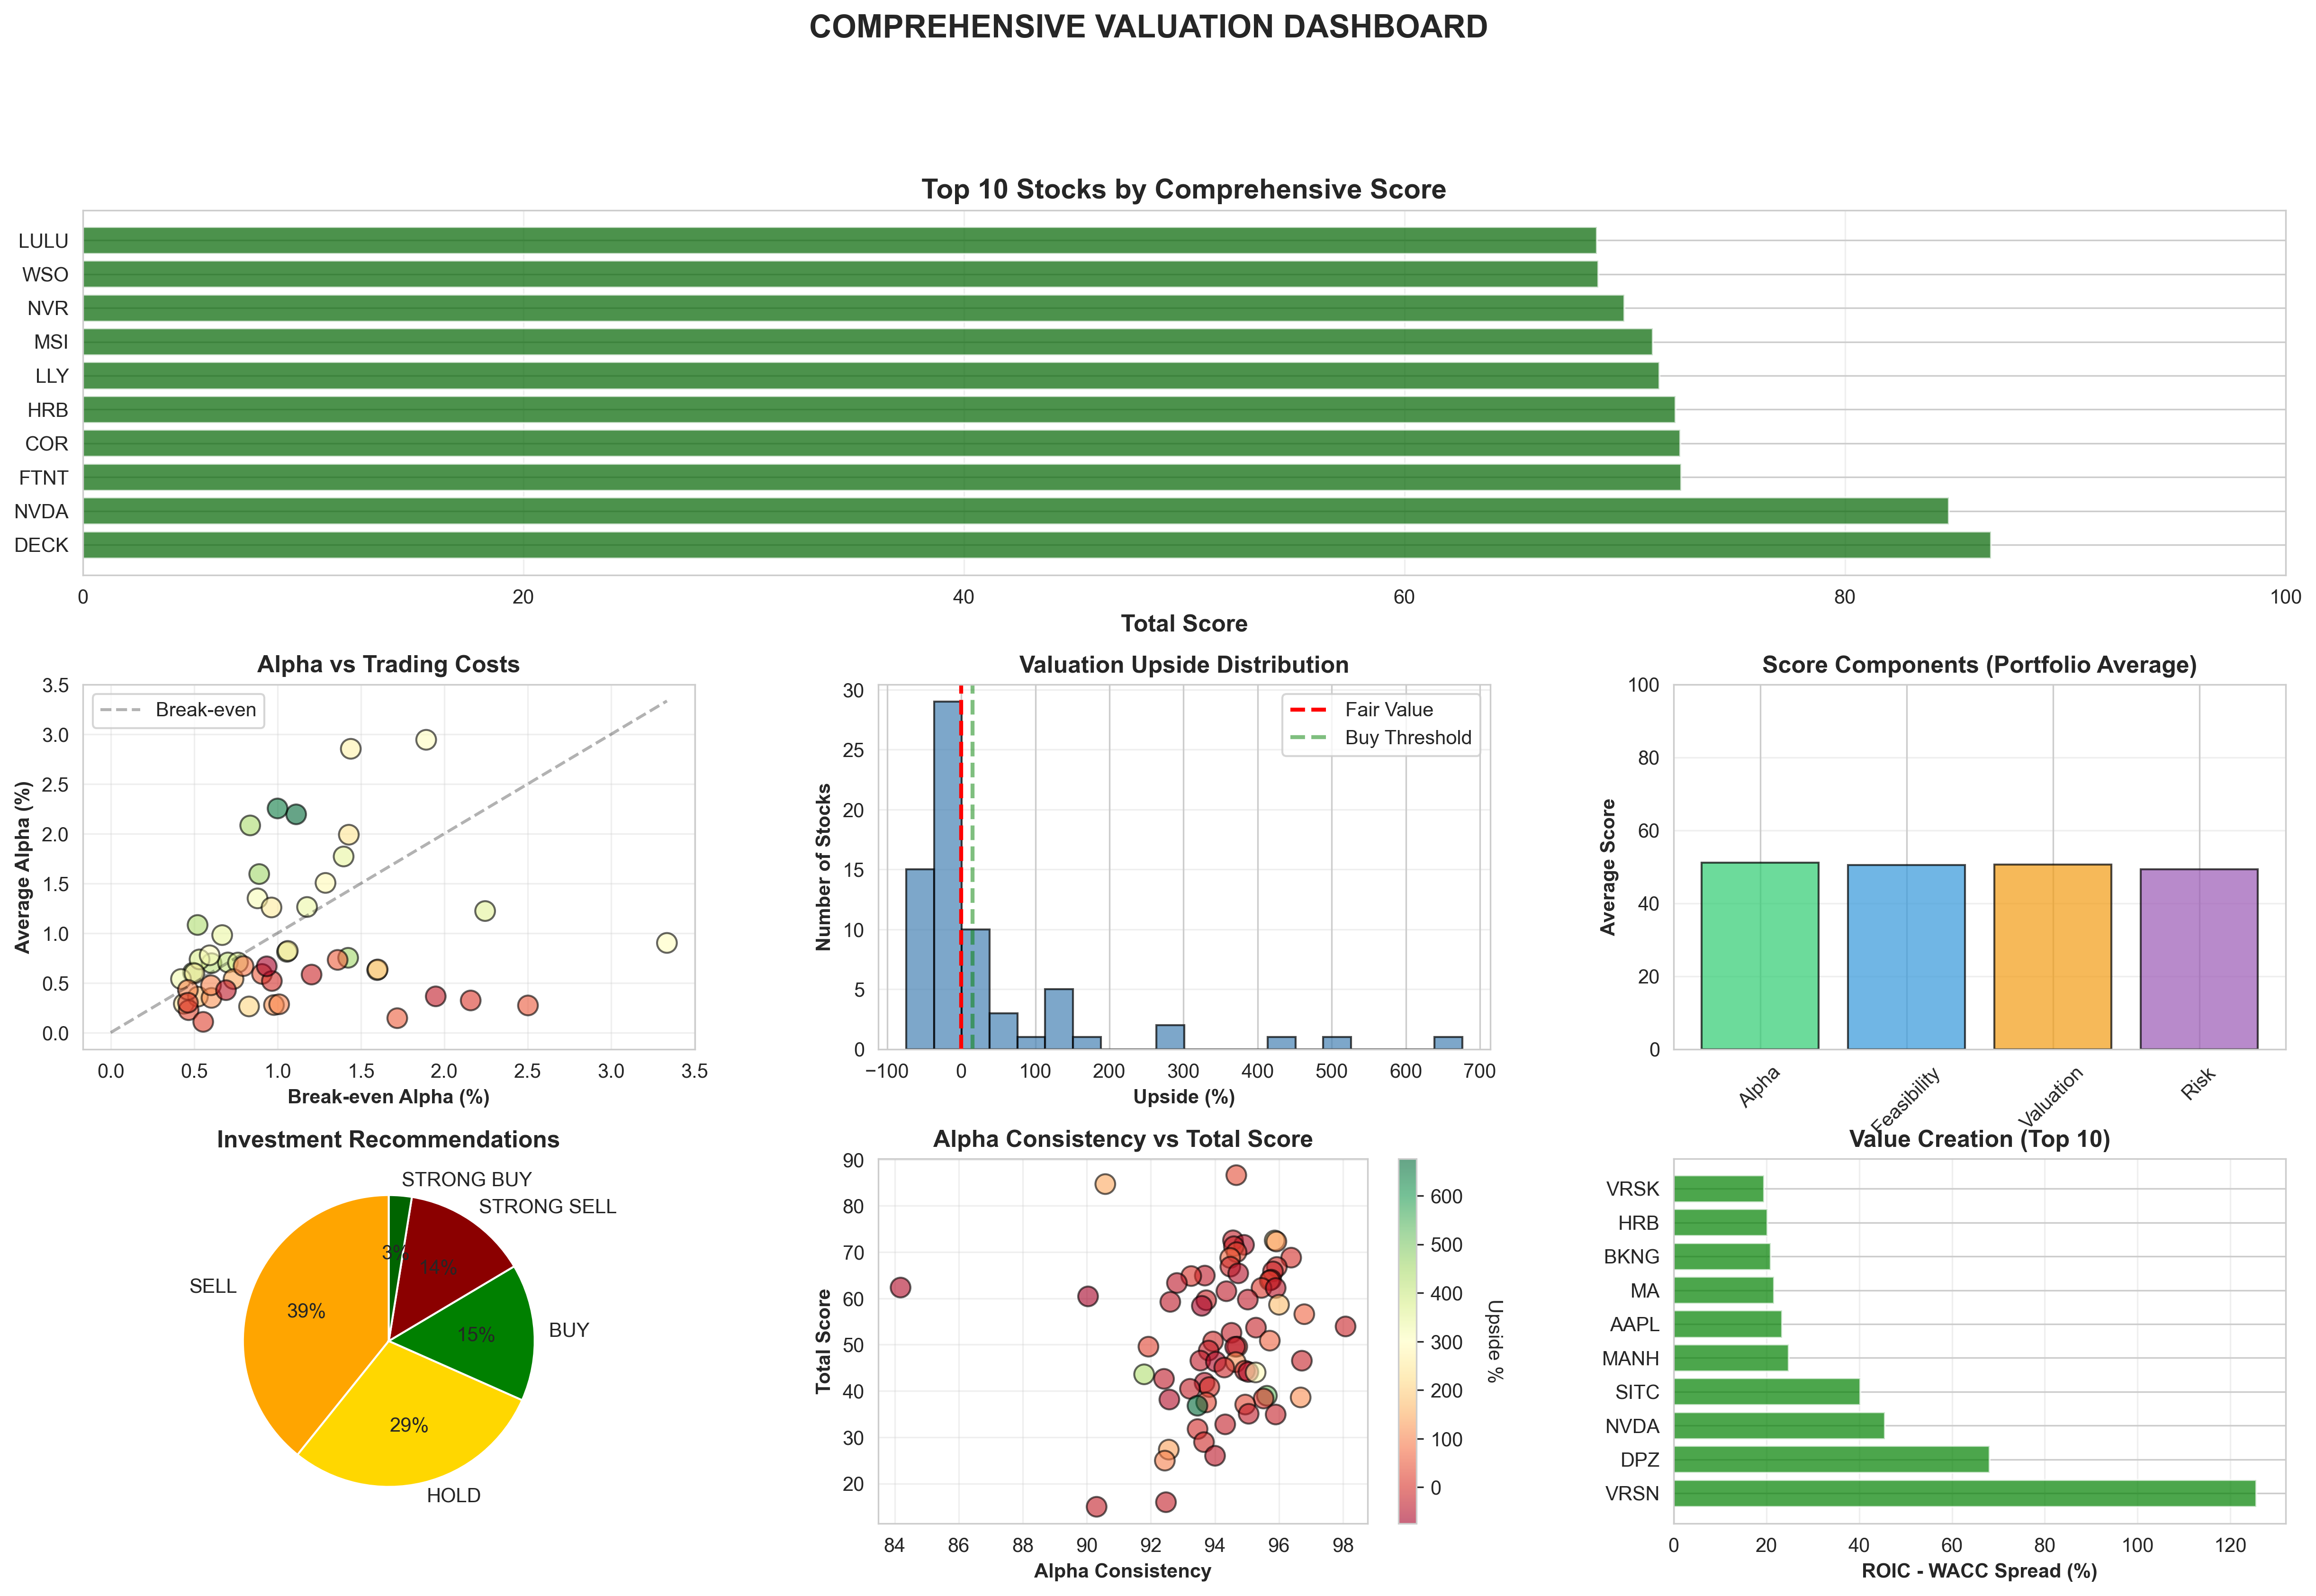 COMPREHENSIVE VALUATION DASHBOARD
Top 10 Stocks by Comprehensive Score
LULU
WSO
NVR
MSI
LLY
HRB
COR
FTNT
NVDA
DECK
0 20 40 60 80 100
Total Score
Alpha vs Trading Costs
Break-even
3.5
3.0
2.5
2.0
1.5
1.0
0.5
0.0
Average Alpha (%)
0.0 0.5 1.0 1.5 2.0 2.5 3.0 3.5
Break-even Alpha (%)
Valuation Upside Distribution
Fair Value
Buy Threshold
30
25
20
15
10
5
0
Number of Stocks
−100 0 100 200 300 400 500 600 700
Upside (%)
Score Components (Portfolio Average)
100
80
60
40
20
0
Average Score
Alpha Feasibility Valuation Risk
Investment Recommendations
STRONG BUY
STRONG SELL
BUY
HOLD
SELL
3%
14%
15%
29%
39%
Alpha Consistency vs Total Score
90
80
70
60
50
40
30
20
Total Score
84 86 88 90 92 94 96 98
Alpha Consistency
600
500
400
300
200
100
0
Upside %
Value Creation (Top 10)
VRSK
HRB
BKNG
MA
AAPL
MANH
SITC
NVDA
DPZ
VRSN
0 20 40 60 80 100 120
ROIC - WACC Spread (%)